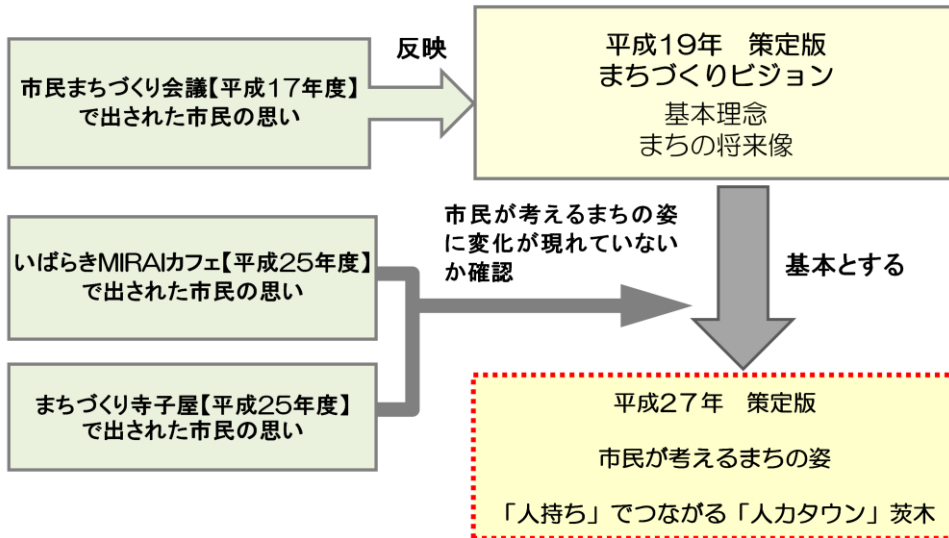 市民まちづくり会議【平成17年度】
で出された市民の思い
反映
平成19年 策定版
まちづくりビジョン
基本理念
まちの将来像
いばらきMIRAIカフェ【平成25年度】
で出された市民の思い
まちづくり寺子屋【平成25年度】
で出された市民の思い
市民が考えるまちの姿
に変化が現れていない
か確認
基本とする
平成27年 策定版
市民が考えるまちの姿
「人持ち」でつながる「人力タウン」茨木